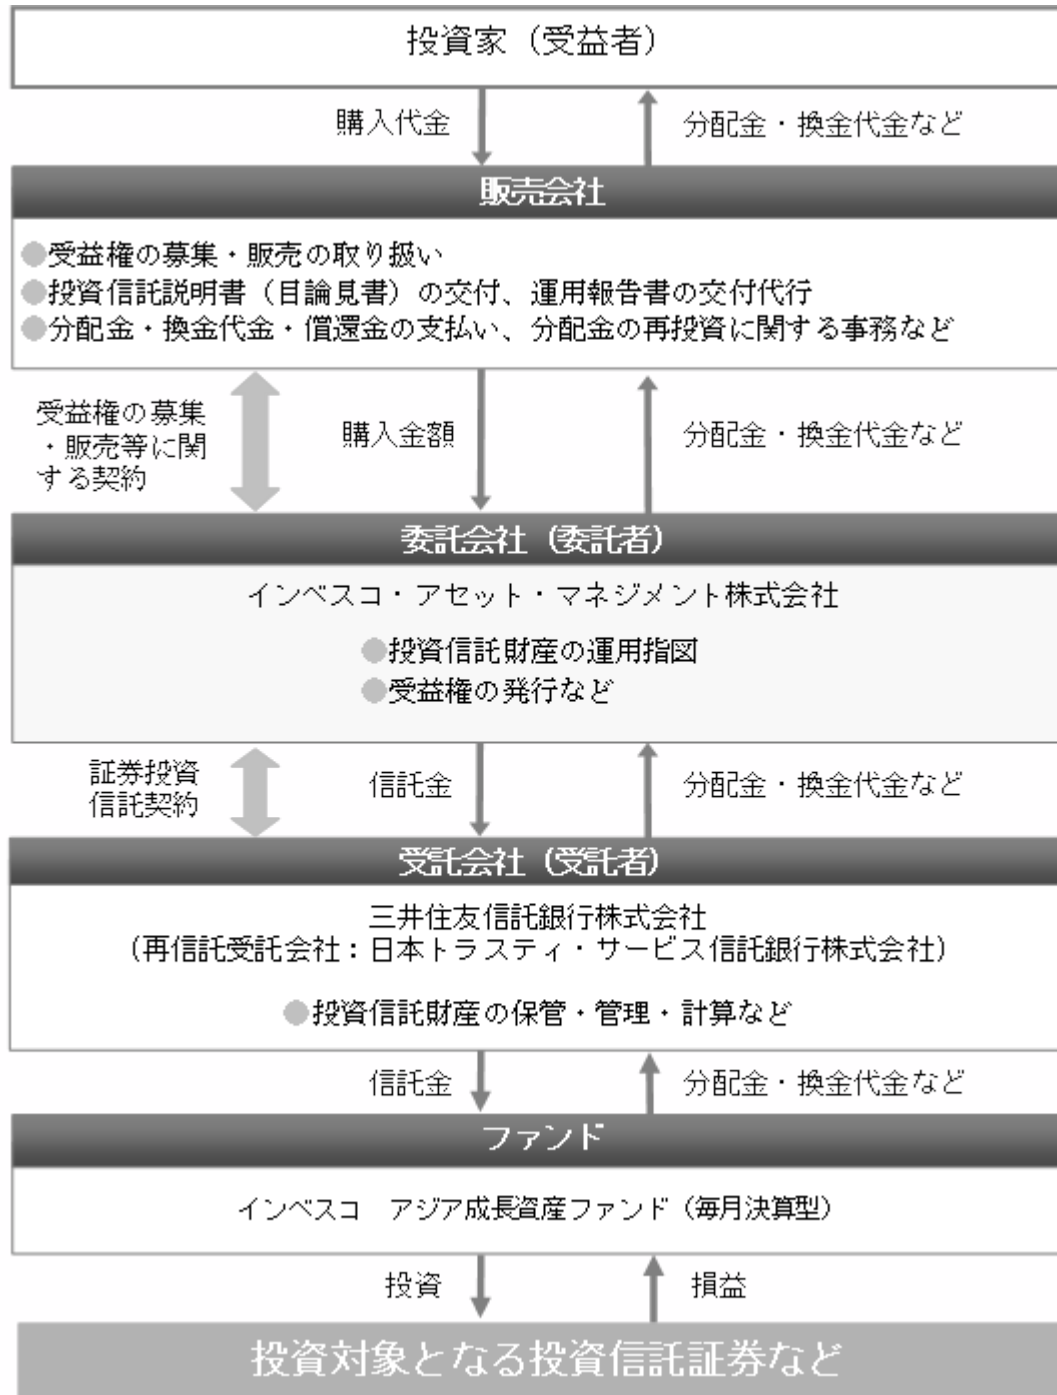 投資家（受益者）
購入代金
分配金・換金代金など
販売会社
●受益権の募集・販売の取り扱い
●投資信託説明書（目論見書）の交付、運用報告書の交付代行
●分配金・換金代金・償還金の支払い、分配金の再投資に関する事務など
受益権の募集
・販売等に関
する契約
購入金額
分配金・換金代金など
委託会社（委託者）
インベスコ・アセット・マネジメント株式会社
●投資信託財産の運用指図
●受益権の発行など
証券投資
信託契約
信託金
分配金・換金代金など
受託会社（受託者）
三井住友信託銀行株式会社
（再信託受託会社：日本トラスティ・サービス信託銀行株式会社）
●投資信託財産の保管・管理・計算など
信託金
分配金・換金代金など
ファンド
インベスコ　アジア成長資産ファンド（毎月決算型）
投資
損益
投資対象となる投資信託証券など